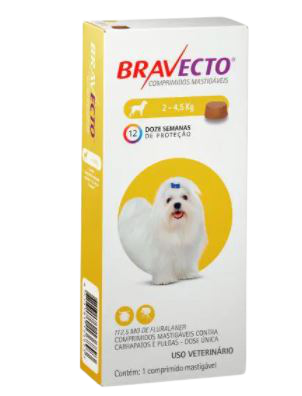 BRAVECTO
COMPRIMIDOS MASTIGÁVEIS
2 - 4,5 Kg
12
DOZE SEMANAS
DE PROTEÇÃO
112,5 MG DE FLURALANER
COMPRIMIDOS MASTIGÁVEIS CONTRA
CARRAPATOS E PULGAS - DOSE ÚNICA
USO VETERINÁRIO
Contém: 1 comprimido mastigável
BRAVECTO